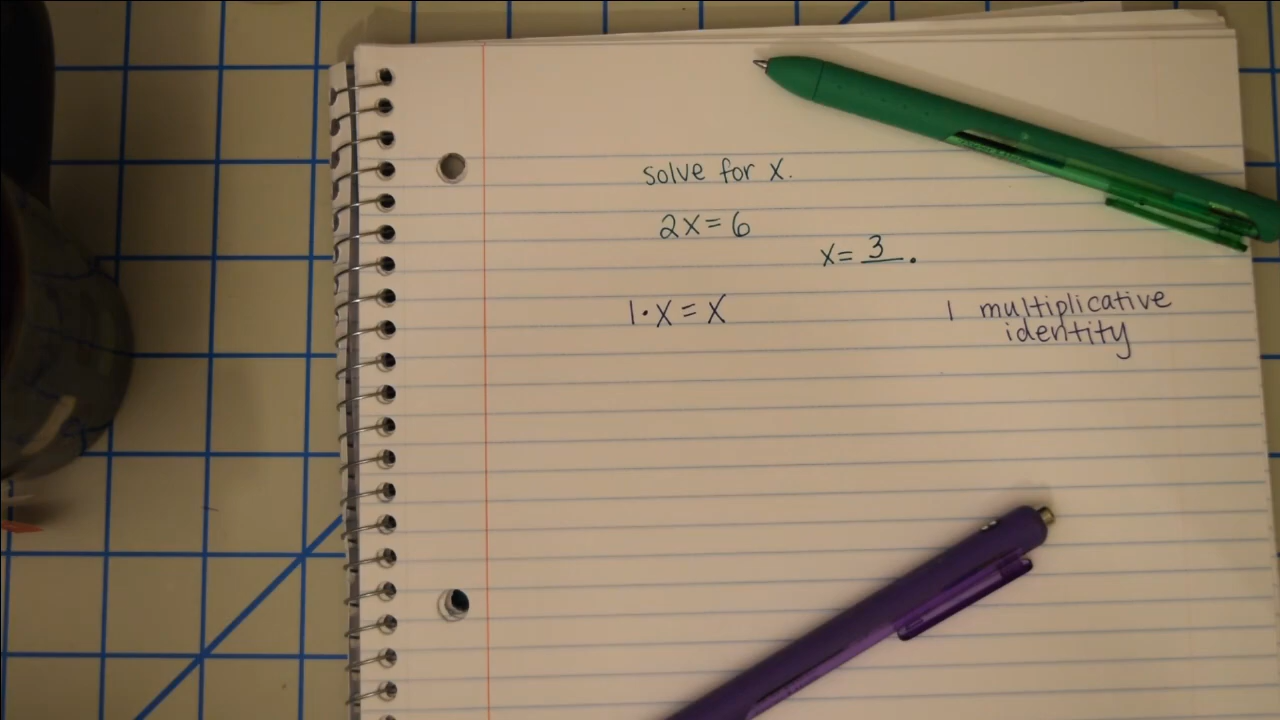 solve for x.
2x = 6
x = 3.
1 · x = x
1 multiplicative
identity